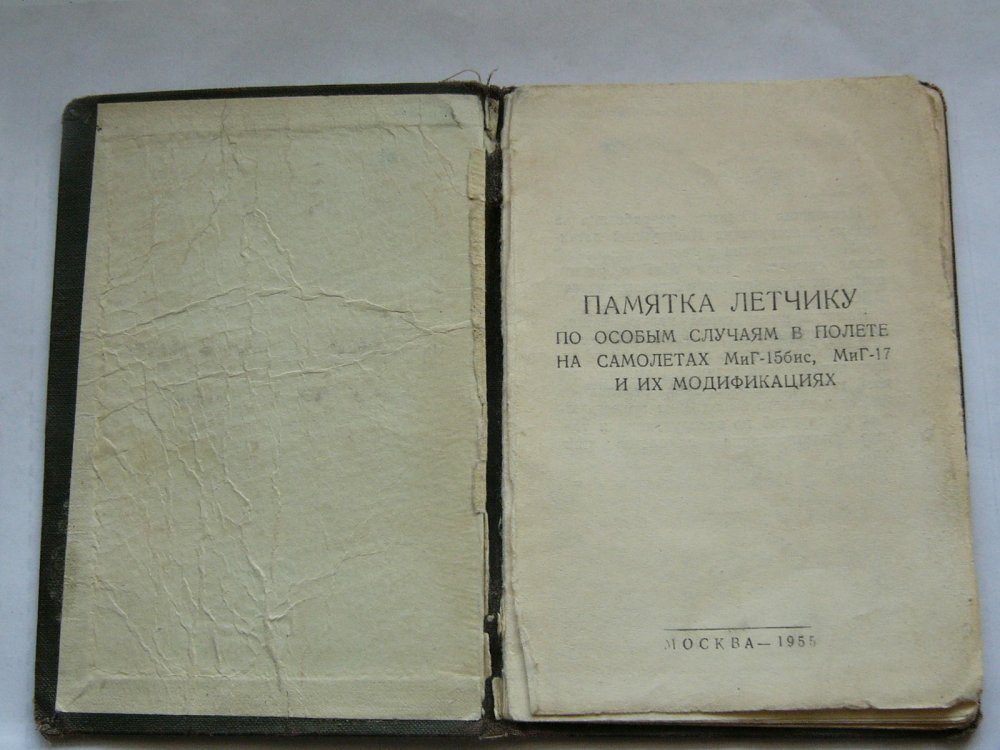 ПАМЯТКА ЛЕТЧИКУ
ПО ОСОБЫМ СЛУЧАЯМ В ПОЛЕТЕ
НА САМОЛЕТАХ МиГ-15бис, МиГ-17
И ИХ МОДИФИКАЦИЯХ
МОСКВА — 1955